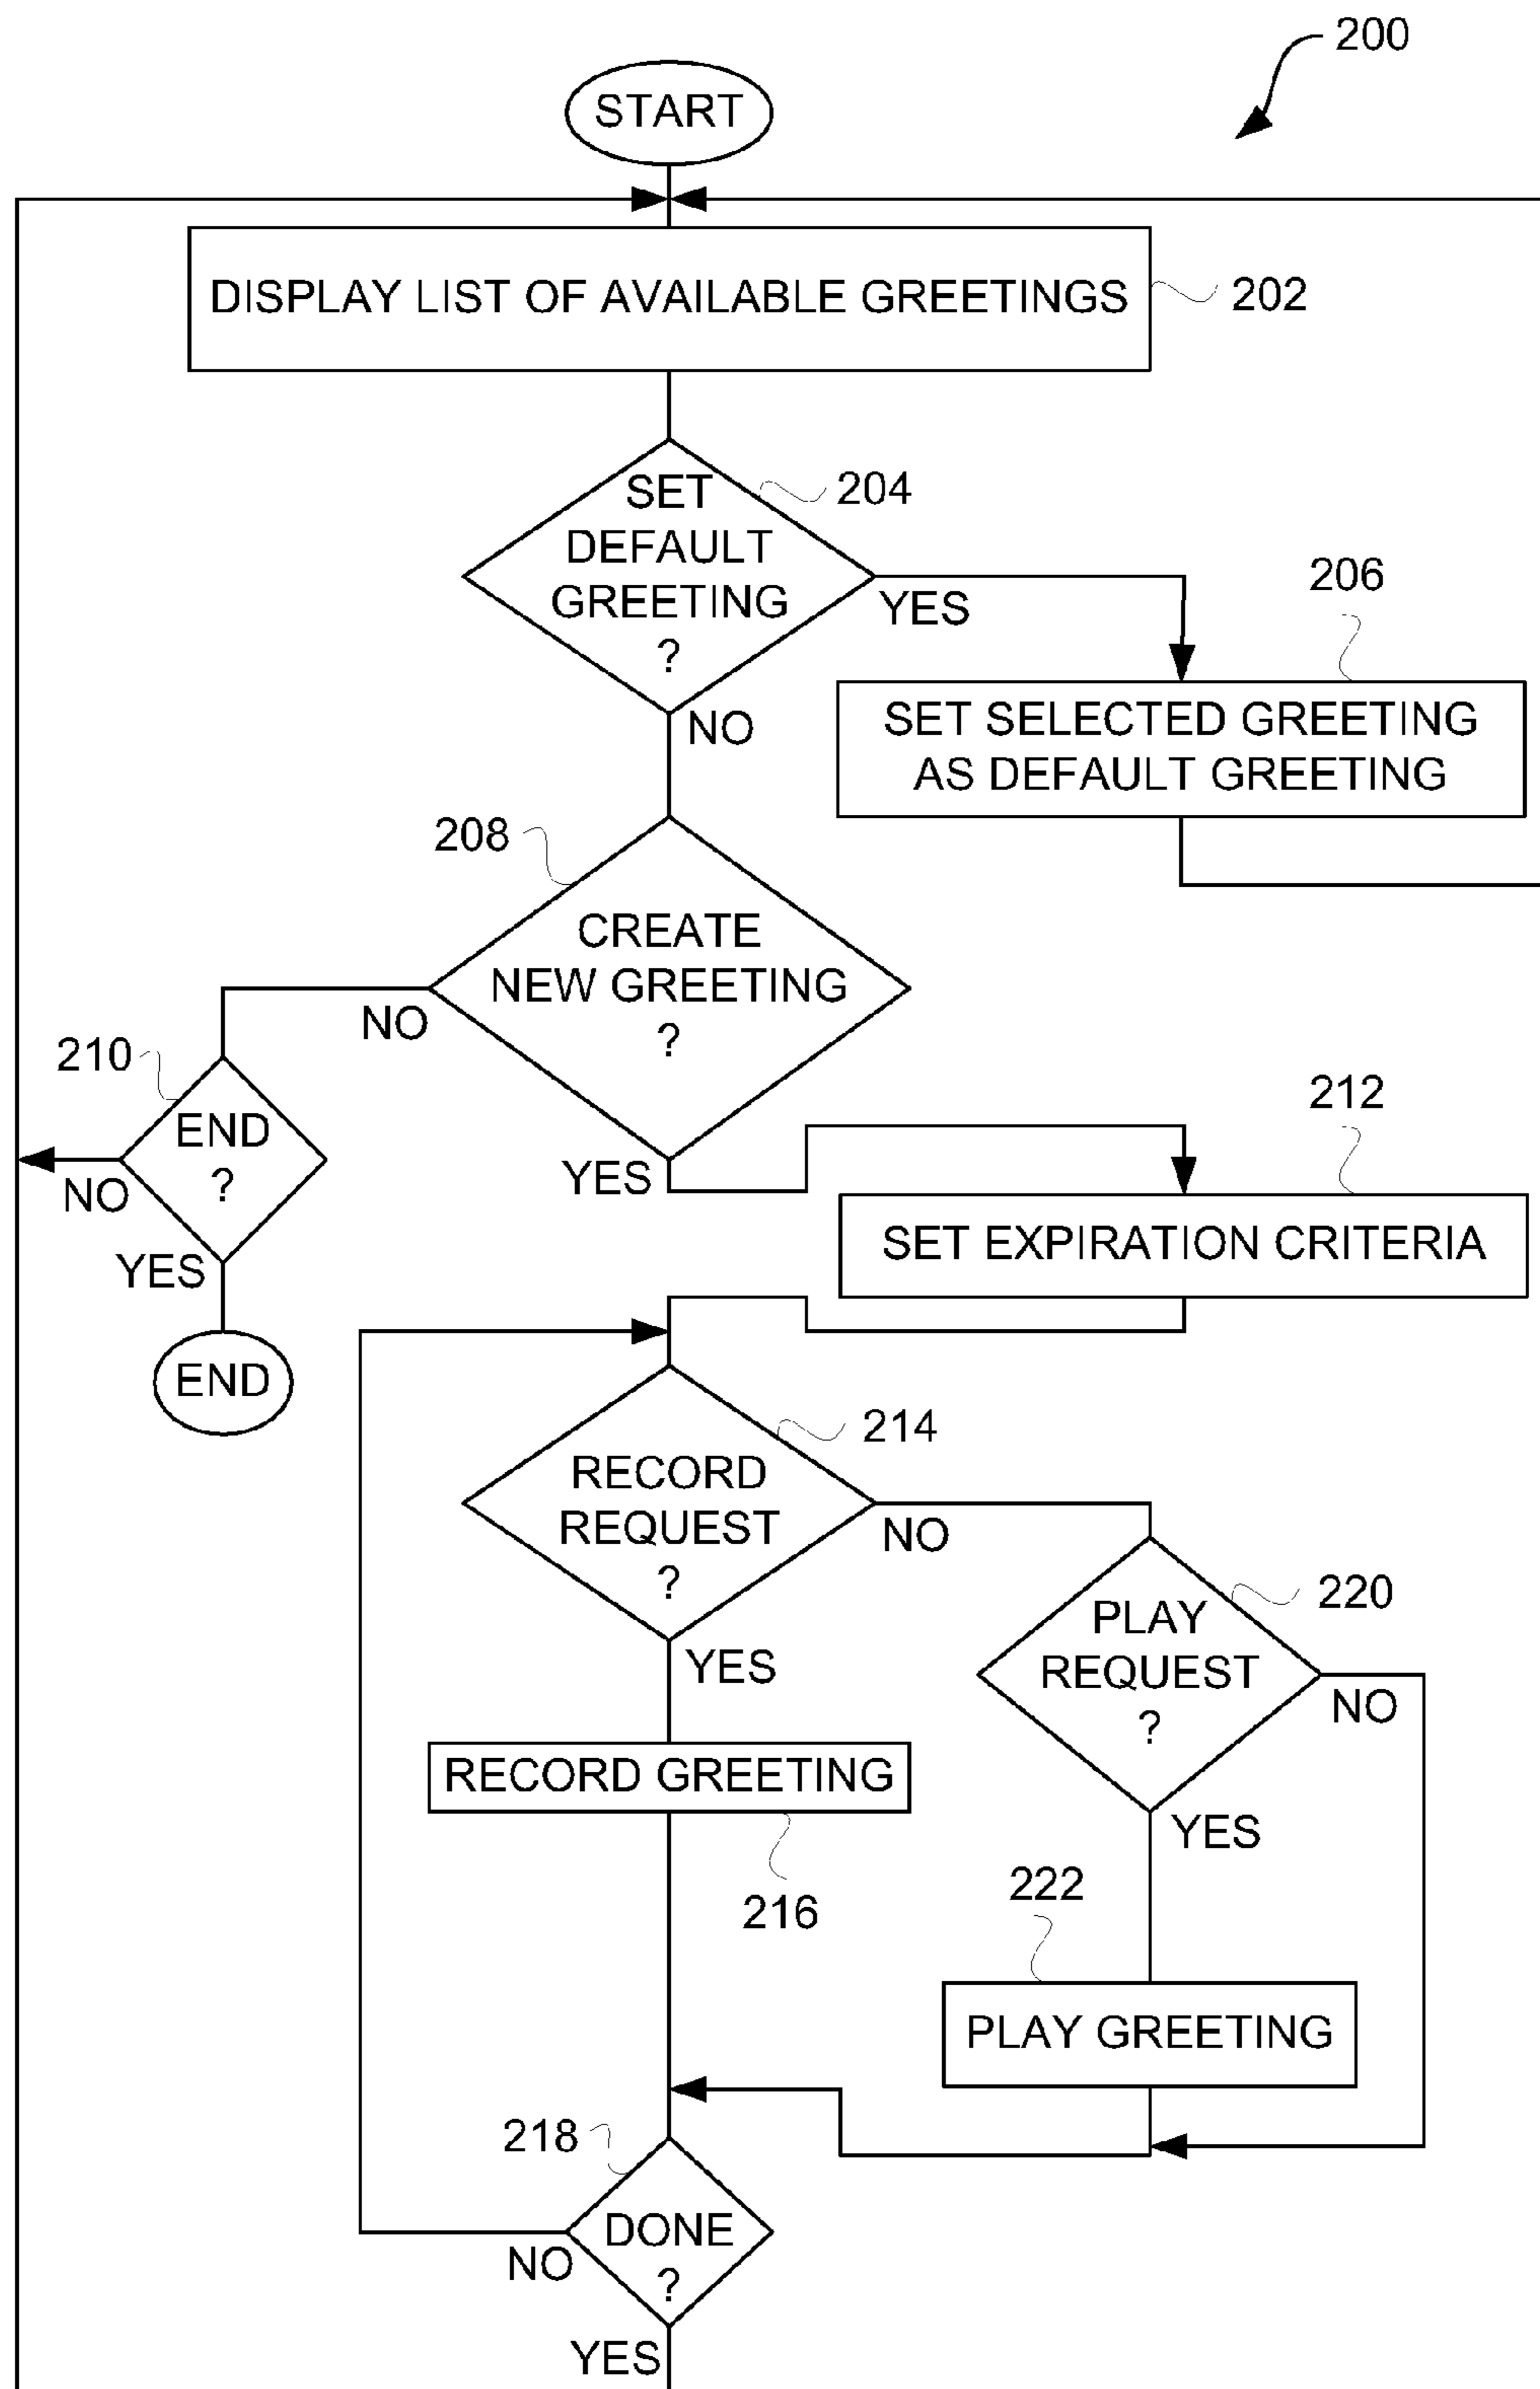 200
START
DISPLAY LIST OF AVAILABLE GREETINGS
202
SET
DEFAULT
GREETING
?
204
YES
NO
206
SET SELECTED GREETING
AS DEFAULT GREETING
208
CREATE
NEW GREETING
?
NO
YES
210
END
?
NO
YES
END
212
SET EXPIRATION CRITERIA
214
RECORD
REQUEST
?
NO
YES
220
PLAY
REQUEST
?
NO
YES
RECORD GREETING
216
222
PLAY GREETING
218
DONE
?
NO
YES